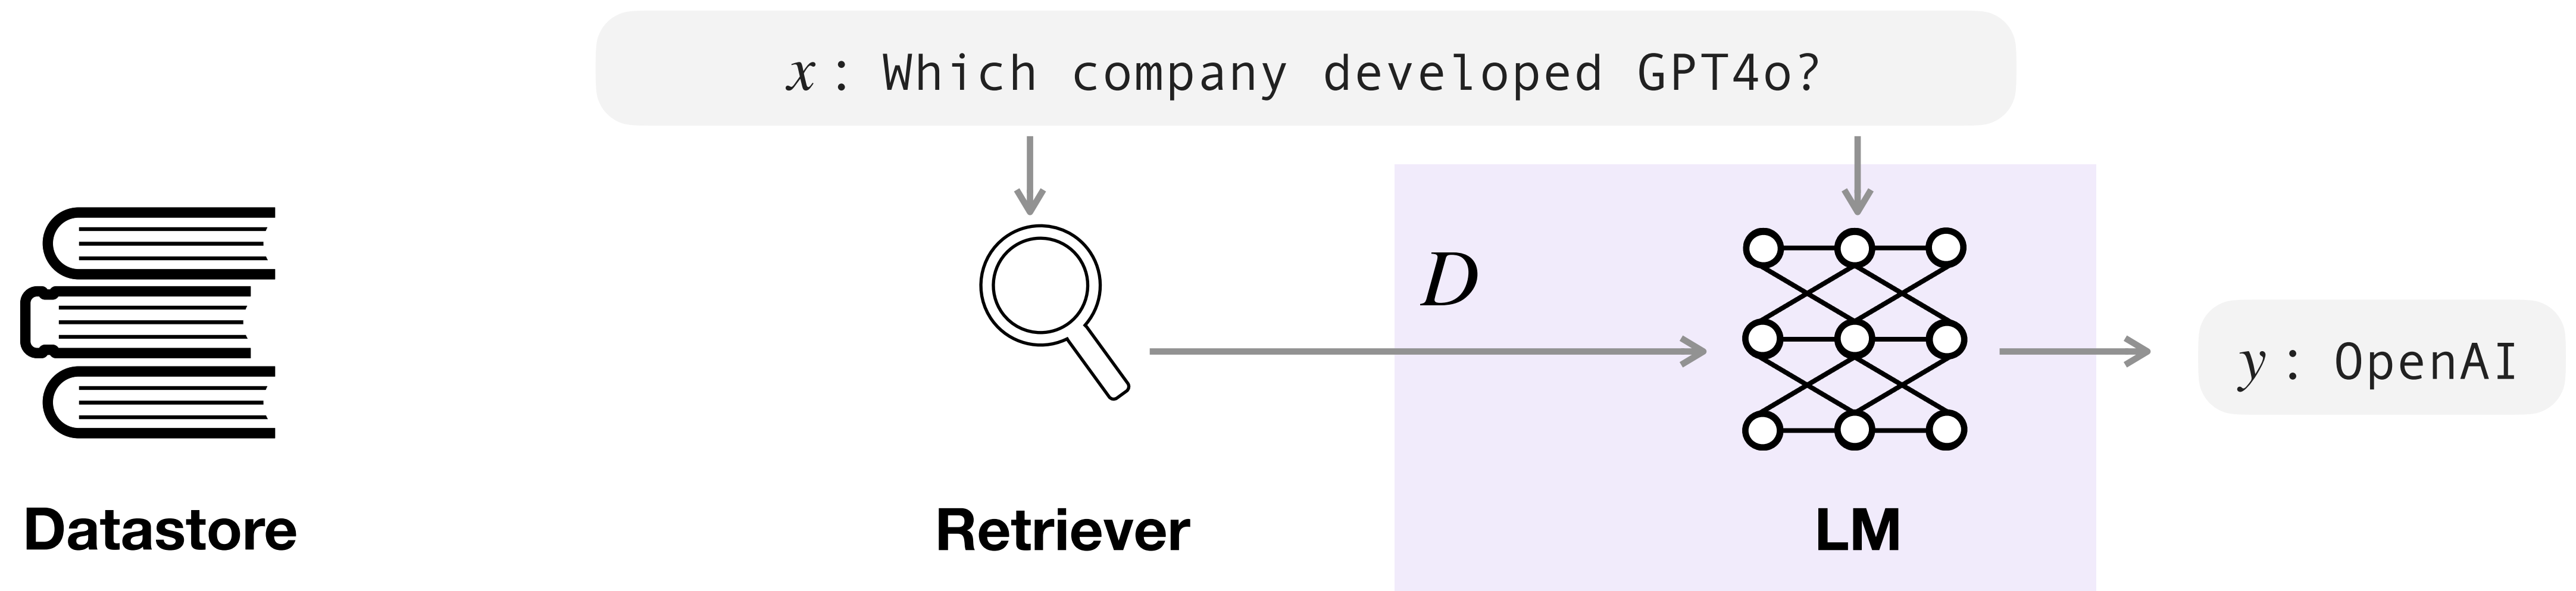 x : Which company developed GPT4o?
D
y : OpenAI
Datastore
Retriever
LM